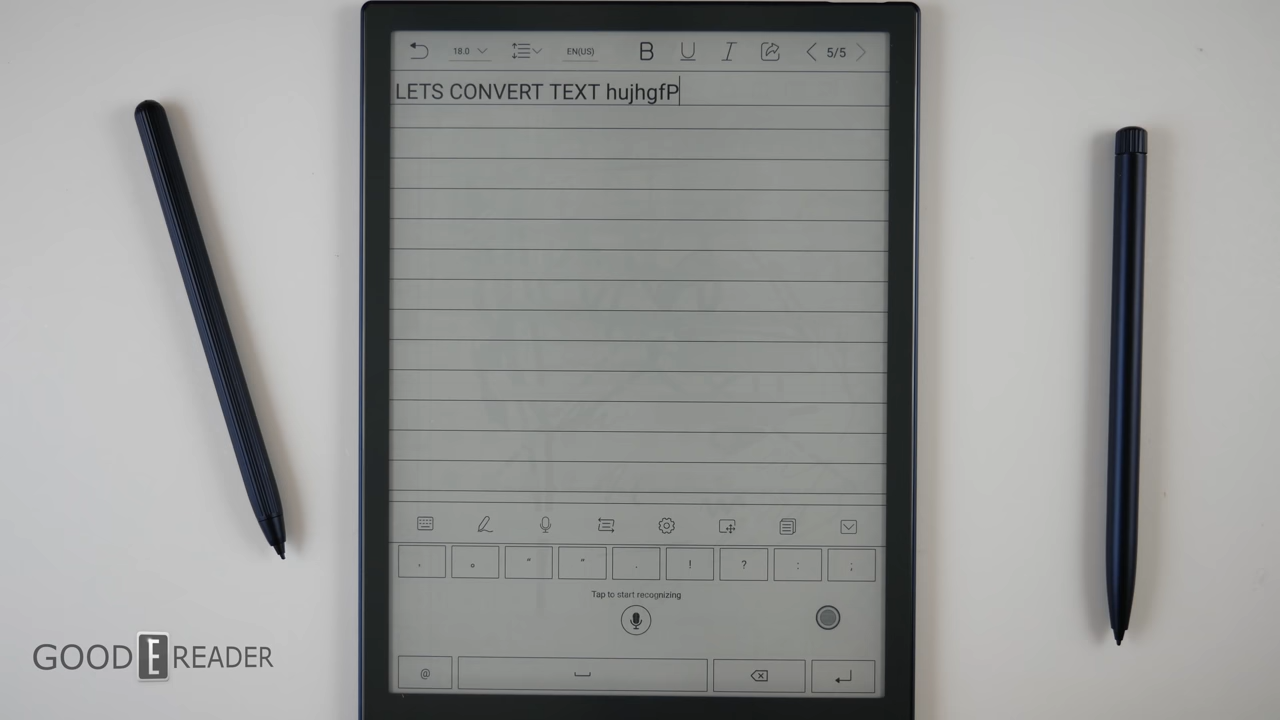 18.0 EN(US) B U I 5/5
LETS CONVERT TEXT hujhgfP
. ! ? : ;
Tap to start recognizing
@
GOOD E READER